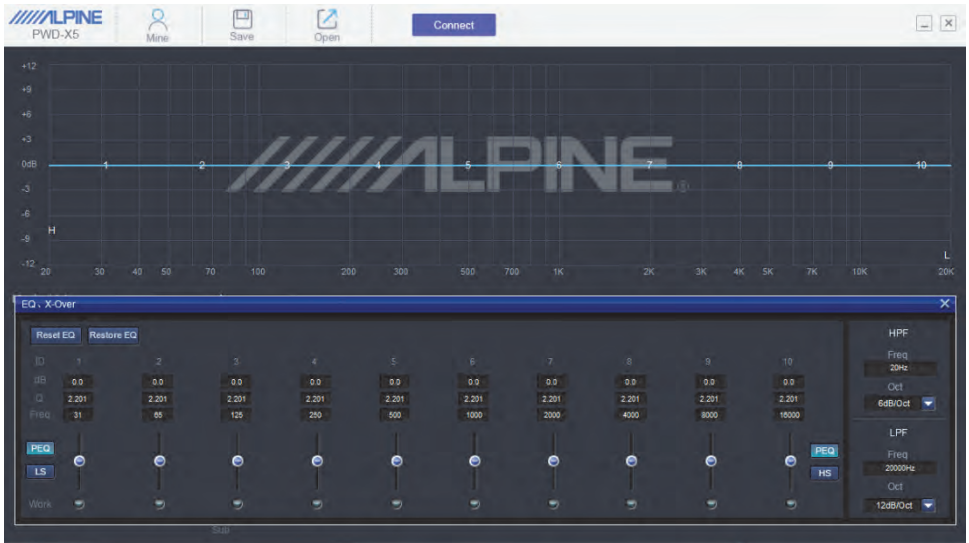 ALPINE
PWD-X5
Mine
Save
Open
Connect
+12
+9
+6
+3
0dB
-3
-6
-9
-12
1 2 3 4 5 6 7 8 9 10
ALPINE
®
H
L
20 30 40 50 70 100 200 300 500 700 1K 2K 3K 4K 5K 7K 10K 20K
EQ、X-Over
Reset EQ Restore EQ
ID 1 2 3 4 5 6 7 8 9 10
dB 0.0 0.0 0.0 0.0 0.0 0.0 0.0 0.0 0.0 0.0
Q 2.201 2.201 2.201 2.201 2.201 2.201 2.201 2.201 2.201 2.201
Freq 31 65 125 250 500 1000 2000 4000 8000 16000
PEQ
LS
Work
PEQ
HS
HPF
Freq
20Hz
Oct
6dB/Oct
LPF
Freq
20000Hz
Oct
12dB/Oct